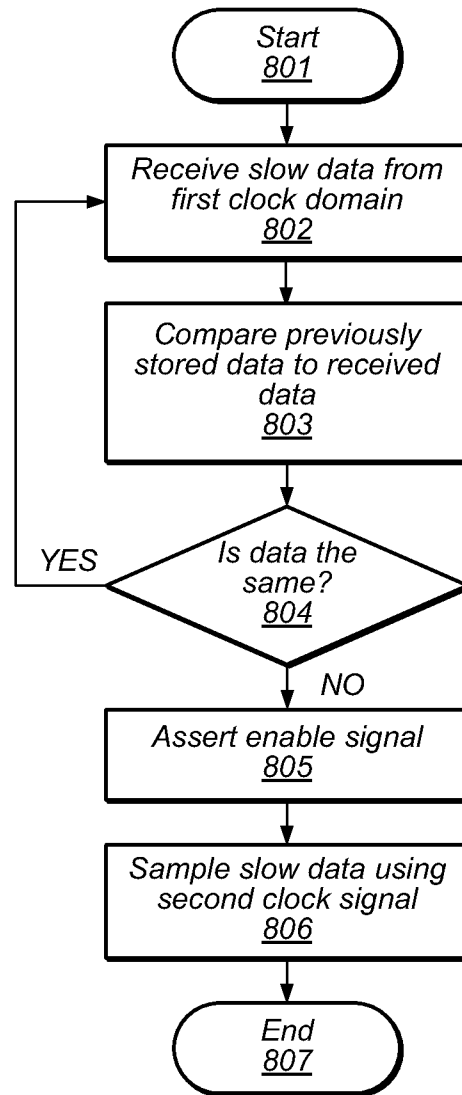 Start
801
Receive slow data from
first clock domain
802
Compare previously
stored data to received
data
803
Is data the
same?
804
YES
NO
Assert enable signal
805
Sample slow data using
second clock signal
806
End
807